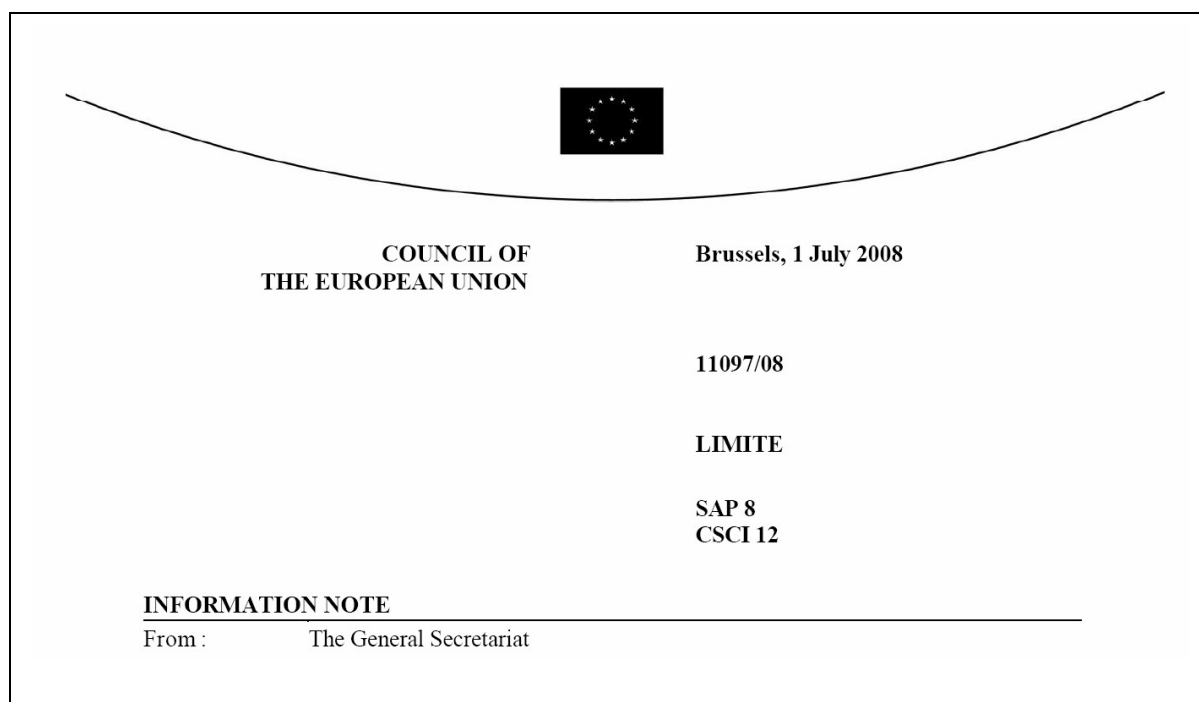 COUNCIL OF
THE EUROPEAN UNION
Brussels, 1 July 2008
11097/08
LIMITE
SAP 8
CSCI 12
INFORMATION NOTE
From : The General Secretariat